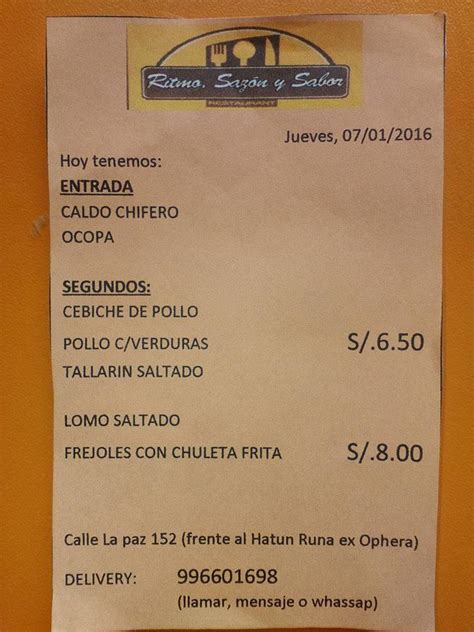 Ritmo, Sazón y Sabor
RESTAURANT
Jueves, 07/01/2016
Hoy tenemos:
ENTRADA
CALDO CHIFERO
OCOPA
SEGUNDOS:
CEBICHE DE POLLO
POLLO C/VERDURAS S/.6.50
TALLARIN SALTADO
LOMO SALTADO
FREJOLES CON CHULETA FRITA S/.8.00
Calle La paz 152 (frente al Hatun Runa ex Ophera)
DELIVERY: 996601698
(llamar, mensaje o whassap)